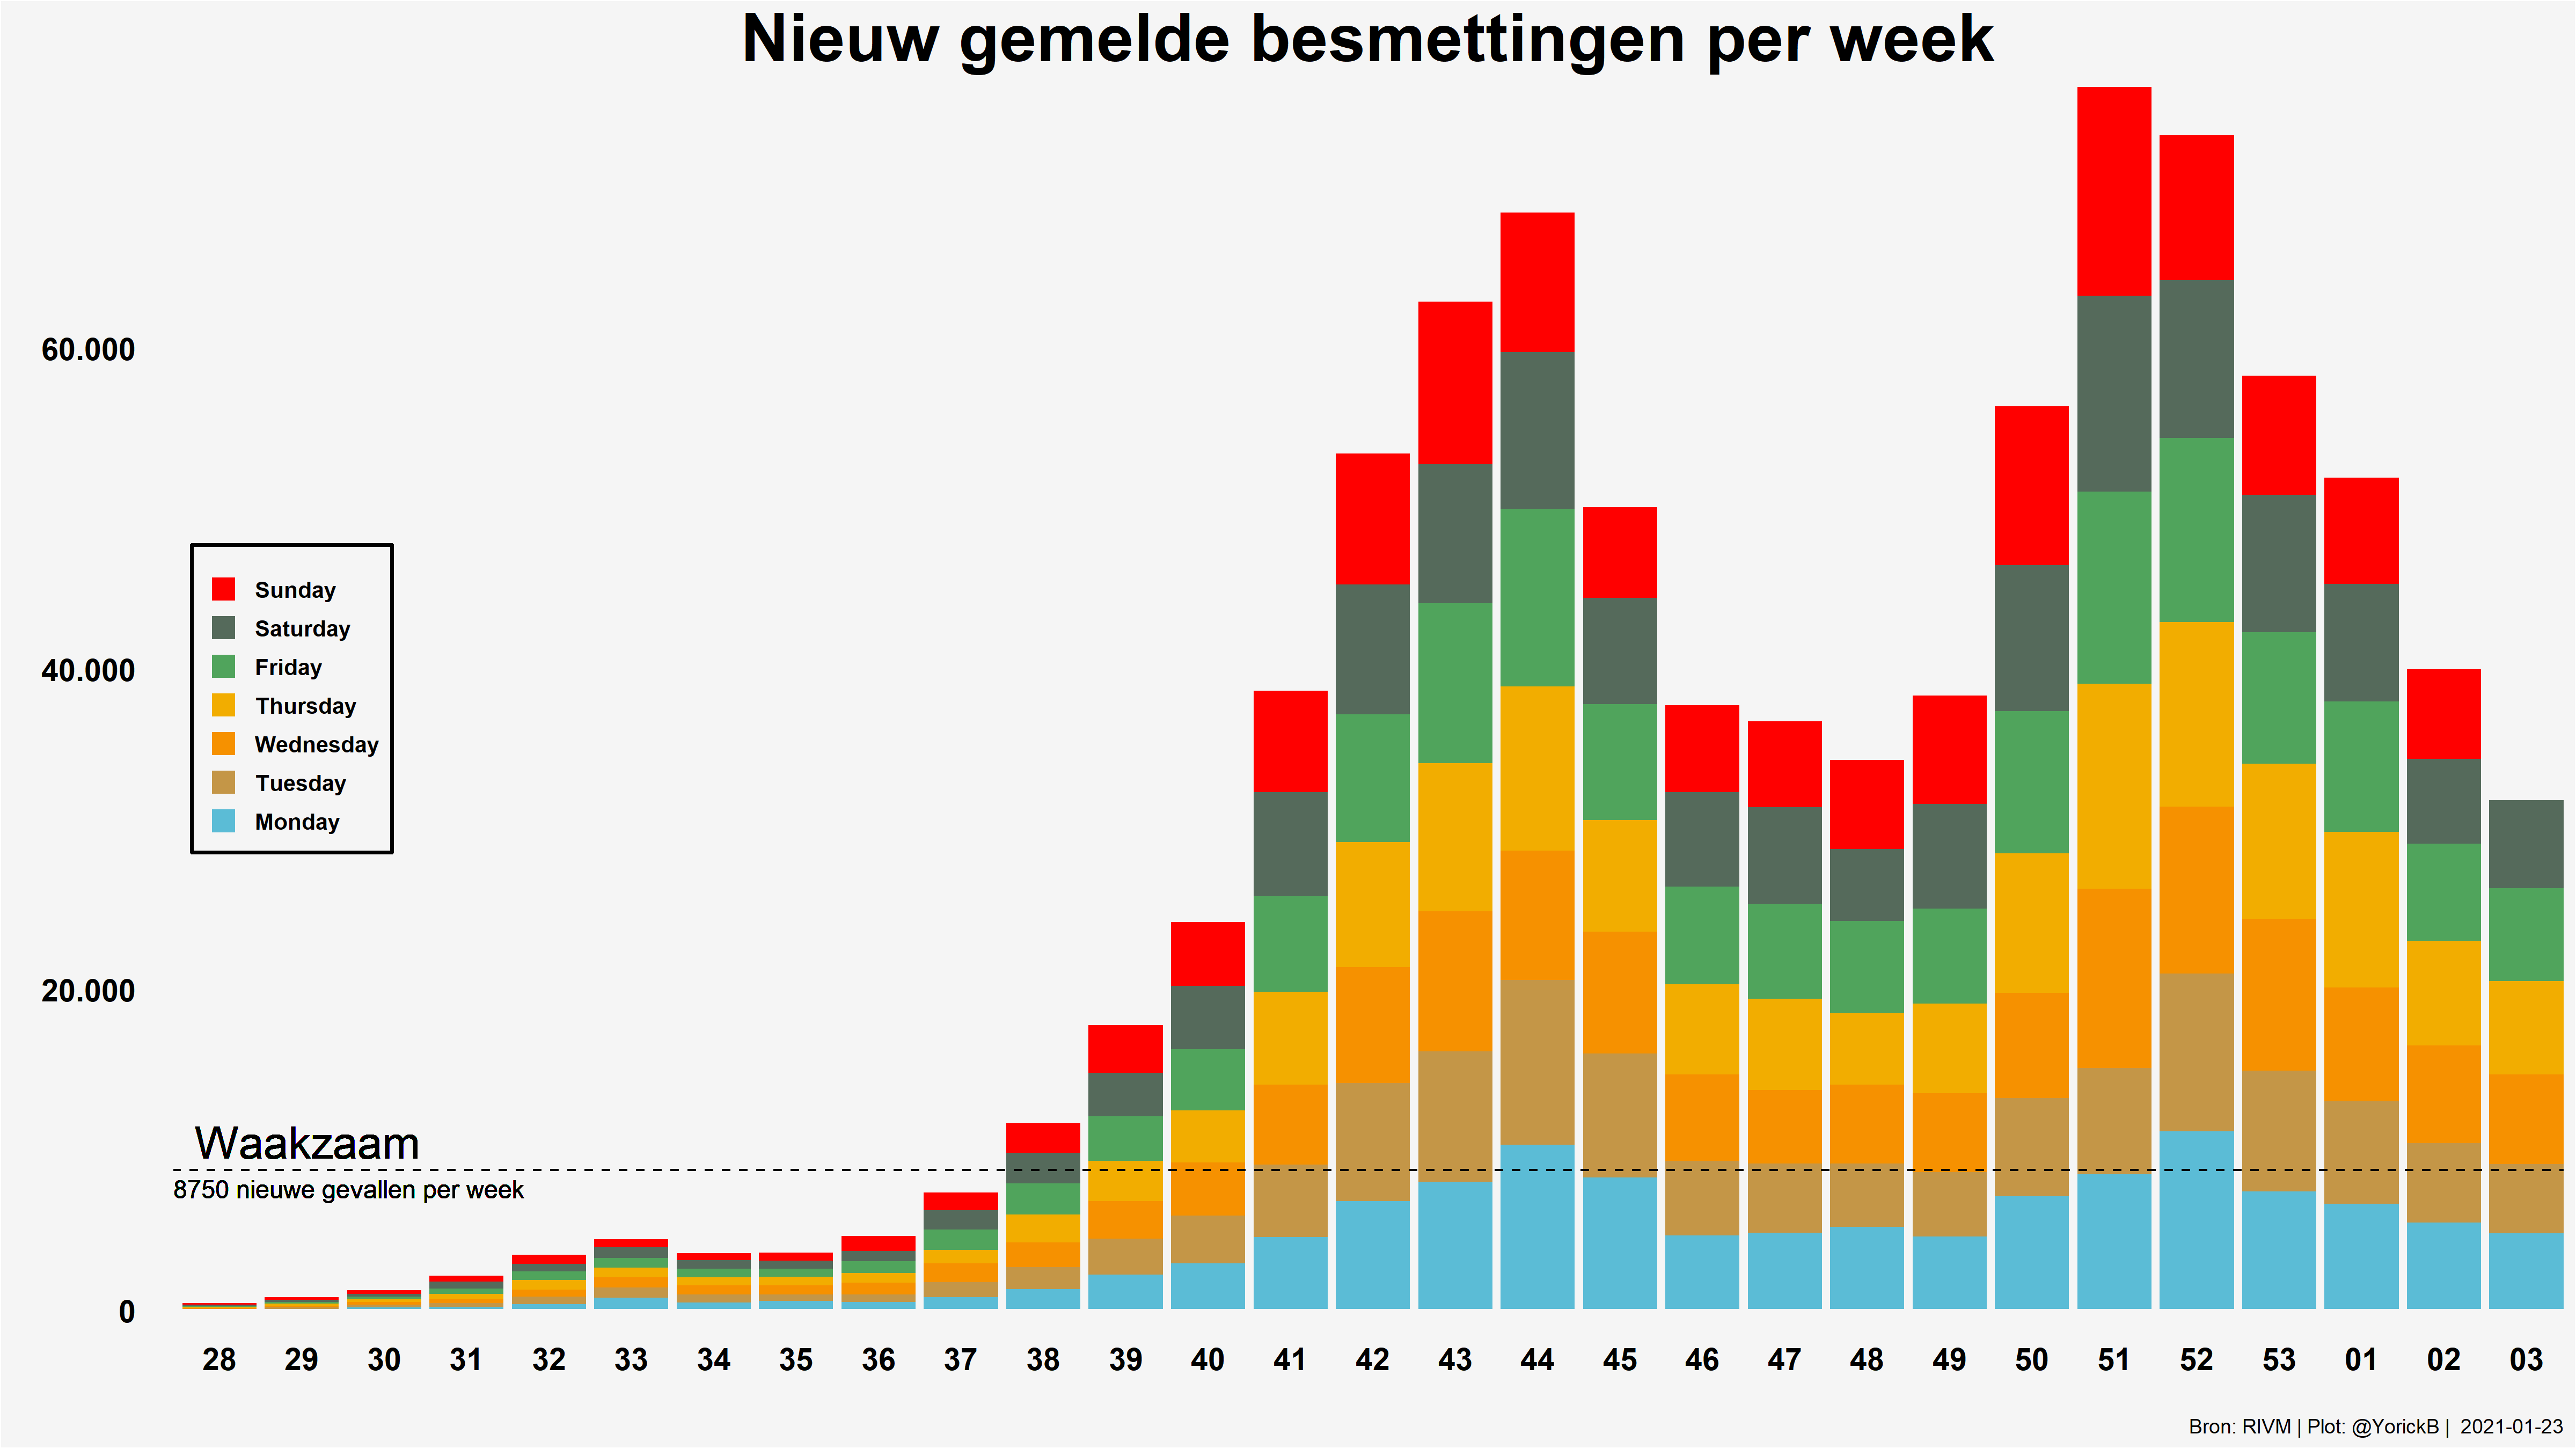 Nieuw gemelde besmettingen per week
60.000
40.000
20.000
0
Sunday
Saturday
Friday
Thursday
Wednesday
Tuesday
Monday
Waakzaam
8750 nieuwe gevallen per week
28 29 30 31 32 33 34 35 36 37 38 39 40 41 42 43 44 45 46 47 48 49 50 51 52 53 01 02 03
Bron: RIVM | Plot: @YorickB | 2021-01-23